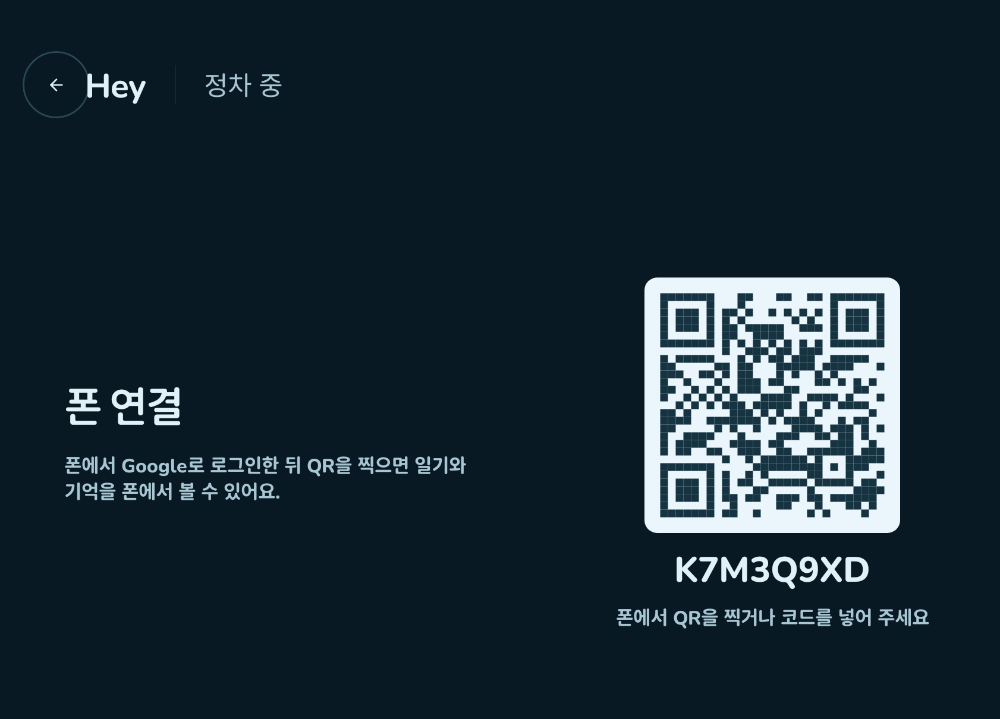 Hey
정차 중
폰 연결
폰에서 Google로 로그인한 뒤 QR을 찍으면 일기와
기억을 폰에서 볼 수 있어요.
K7M3Q9XD
폰에서 QR을 찍거나 코드를 넣어 주세요